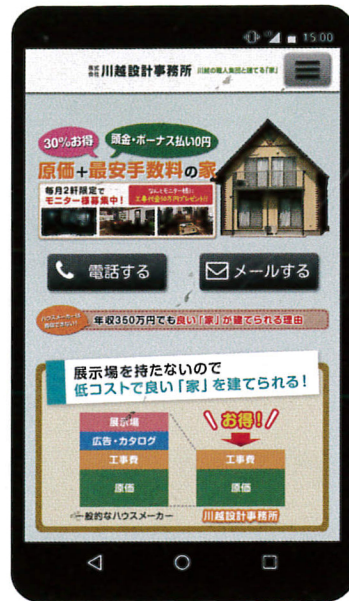 15:00
株式会社 川越設計事務所 川越の職人集団と建てる「家」
30%お得
頭金・ボーナス払い0円
原価+最安手数料の家
毎月2軒限定で
モニター様募集中!
なんとモニター様に
工事代金50万円プレゼント!!
電話する
メールする
ハウスメーカーは
年収350万円でも良い「家」が建てられる理由
展示場を持たないので
低コストで良い「家」を建てられる!
展示場
広告・カタログ
工事費
原価
一般的なハウスメーカー
お得!
工事費
原価
川越設計事務所